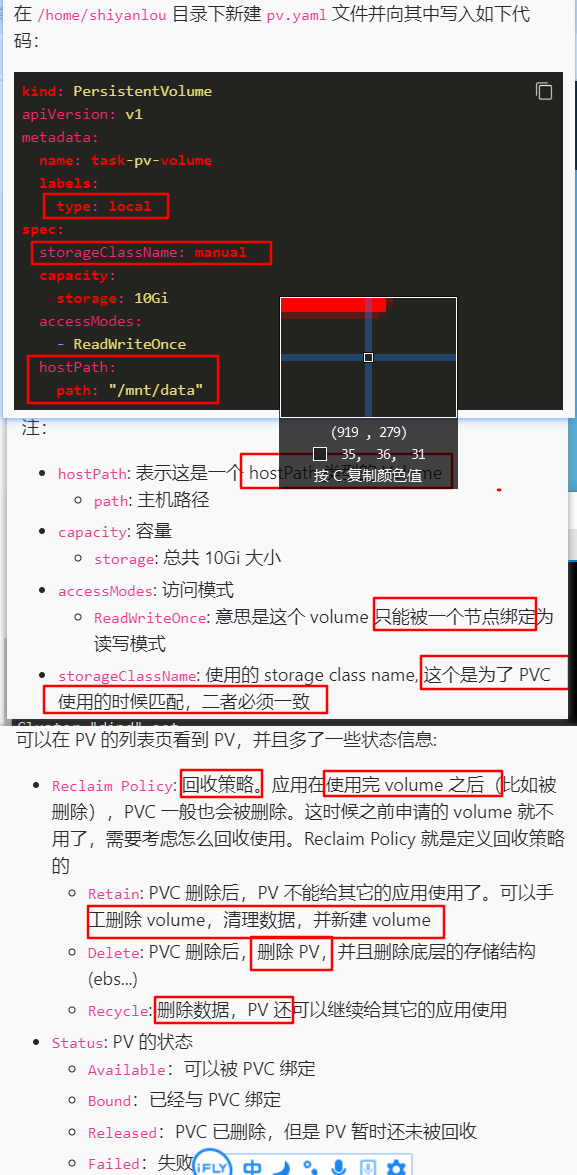 在 /home/shiyanlou 目录下新建 pv.yaml 文件并向其中写入如下代
码：
kind: PersistentVolume
apiVersion: v1
metadata:
name: task-pv-volume
labels:
type: local
spec:
storageClassName: manual
capacity:
storage: 10Gi
accessModes:
- ReadWriteOnce
hostPath:
path: "/mnt/data"
(919 , 279)
35, 36, 31
按 C 复制颜色值
注：
• hostPath: 表示这是一个 hostPath
◦ path: 主机路径
• capacity: 容量
◦ storage: 总共 10Gi 大小
• accessModes: 访问模式
◦ ReadWriteOnce: 意思是这个 volume 只能被一个节点绑定为
读写模式
• storageClassName: 使用的 storage class name, 这个是为了 PVC
使用的时候匹配，二者必须一致
可以在 PV 的列表页看到 PV，并且多了一些状态信息:
• Reclaim Policy: 回收策略。应用在使用完 volume 之后（比如被
删除），PVC 一般也会被删除。这时候之前申请的 volume 就不
用了，需要考虑怎么回收使用。Reclaim Policy 就是定义回收策略
的
◦ Retain: PVC 删除后，PV 不能给其它的应用使用了。可以手
工删除 volume，清理数据，并新建 volume
◦ Delete: PVC 删除后，删除 PV，并且删除底层的存储结构
(ebs...)
◦ Recycle: 删除数据，PV 还可以继续给其它的应用使用
• Status: PV 的状态
◦ Available：可以被 PVC 绑定
◦ Bound：已经与 PVC 绑定
◦ Released：PVC 已删除，但是 PV 暂时还未被回收
◦ Failed：失败
iFLY 中